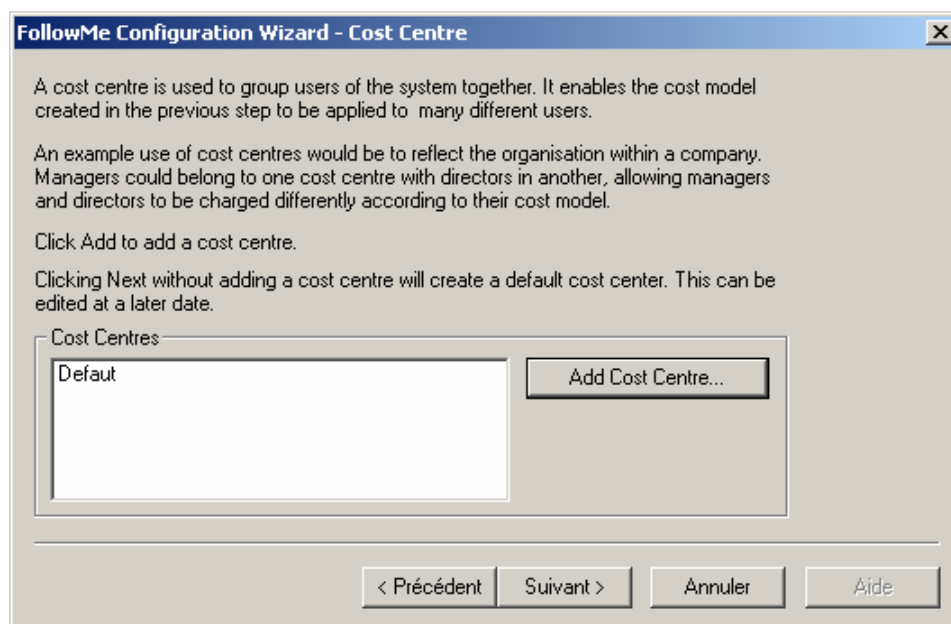 FollowMe Configuration Wizard - Cost Centre
A cost centre is used to group users of the system together. It enables the cost model
created in the previous step to be applied to  many different users.
An example use of cost centres would be to reflect the organisation within a company.
Managers could belong to one cost centre with directors in another, allowing managers
and directors to be charged differently according to their cost model.
Click Add to add a cost centre.
Clicking Next without adding a cost centre will create a default cost center. This can be
edited at a later date.
Cost Centres
Defaut
Add Cost Centre...
< Précédent
Suivant >
Annuler
Aide